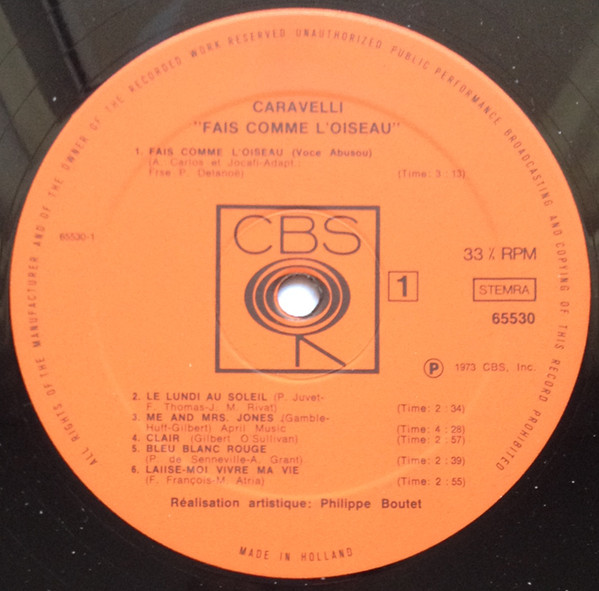 ALL RIGHTS OF THE MANUFACTURER AND OF THE OWNER OF THE RECORDED WORK RESERVED UNAUTHORIZED PUBLIC PERFORMANCE BROADCASTING AND COPYING OF THIS RECORD PROHIBITED
CARAVELLI
"FAIS COMME L'OISEAU"
1. FAIS COMME L'OISEAU (Voce Abusou)
(A. Carlos et Jocafi-Adapt.:
Frse P. Delanoë) (Time: 3:13)
65530-1
CBS
33⅓ RPM
1
STEMRA
65530
P 1973 CBS, Inc.
2. LE LUNDI AU SOLEIL (P. Juvet-
F. Thomas-J. M. Rivat) (Time: 2:34)
3. ME AND MRS. JONES (Gamble-
Huff-Gilbert) April Music (Time: 4:28)
4. CLAIR (Gilbert O'Sullivan) (Time: 2:57)
5. BLEU BLANC ROUGE
(P. de Senneville-A. Grant) (Time: 2:39)
6. LAIISE-MOI VIVRE MA VIE
(F. François-M. Atria) (Time: 2:55)
Réalisation artistique: Philippe Boutet
MADE IN HOLLAND